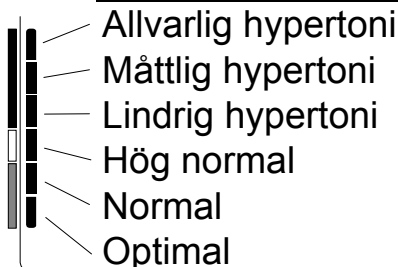 Allvarlig hypertoni
Måttlig hypertoni
Lindrig hypertoni
Hög normal
Normal
Optimal